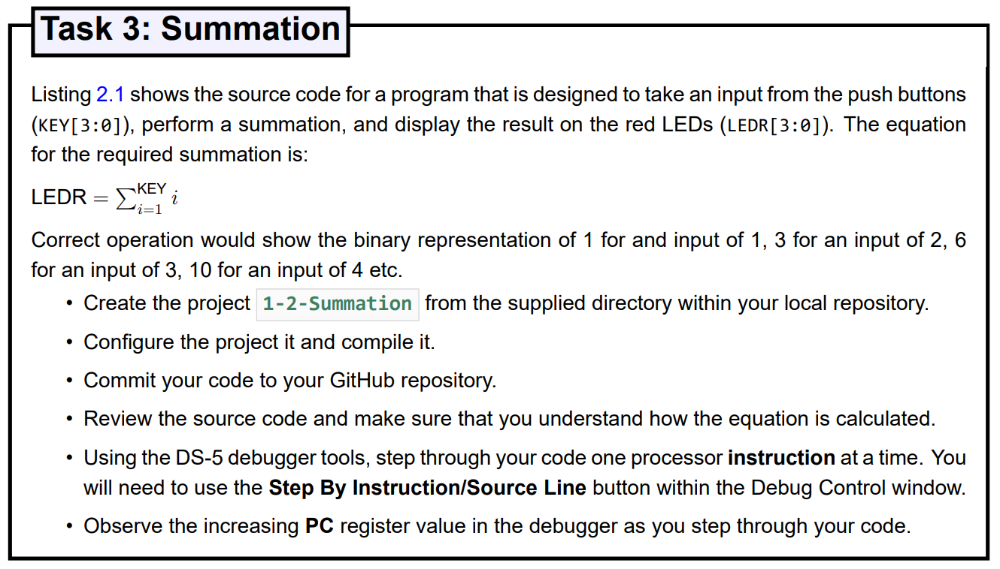 Task 3: Summation
Listing 2.1 shows the source code for a program that is designed to take an input from the push buttons
(KEY[3:0]), perform a summation, and display the result on the red LEDs (LEDR[3:0]). The equation
for the required summation is:
LEDR = ∑_{i=1}^{KEY} i
Correct operation would show the binary representation of 1 for and input of 1, 3 for an input of 2, 6
for an input of 3, 10 for an input of 4 etc.
• Create the project 1-2-Summation from the supplied directory within your local repository.
• Configure the project it and compile it.
• Commit your code to your GitHub repository.
• Review the source code and make sure that you understand how the equation is calculated.
• Using the DS-5 debugger tools, step through your code one processor instruction at a time. You
will need to use the Step By Instruction/Source Line button within the Debug Control window.
• Observe the increasing PC register value in the debugger as you step through your code.